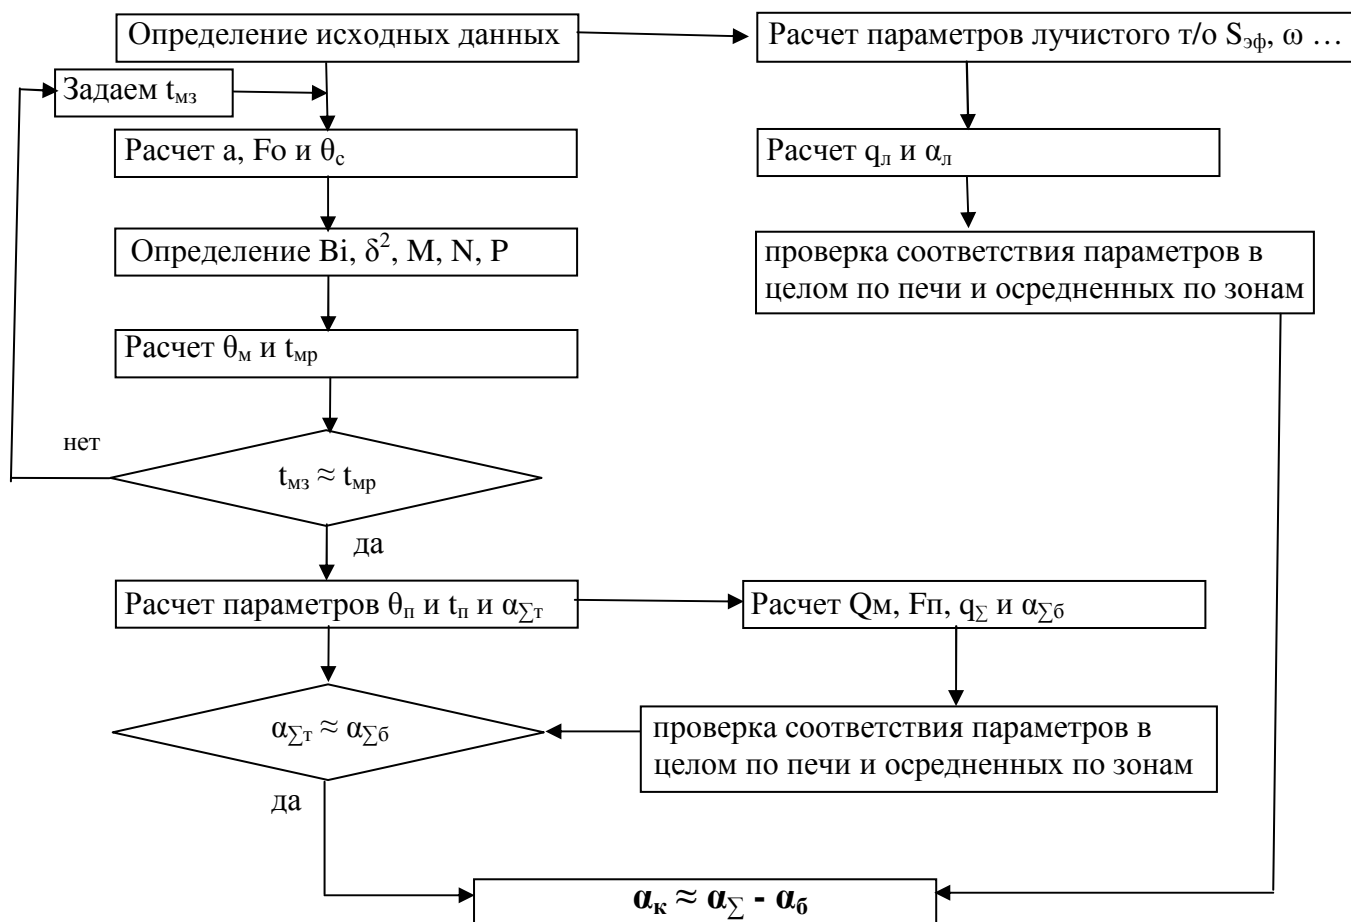 Определение исходных данных
Расчет параметров лучистого т/о Sэф, ω ...
Задаем tмз
Расчет a, Fo и θс
Расчет qл и αл
Определение Bi, δ², M, N, P
проверка соответствия параметров в
целом по печи и осредненных по зонам
Расчет θм и tмр
нет
tмз ≈ tмр
да
Расчет параметров θп и tп и α∑т
Расчет Qм, Fп, q∑ и α∑б
α∑т ≈ α∑б
проверка соответствия параметров в
целом по печи и осредненных по зонам
да
αк ≈ α∑ - αб